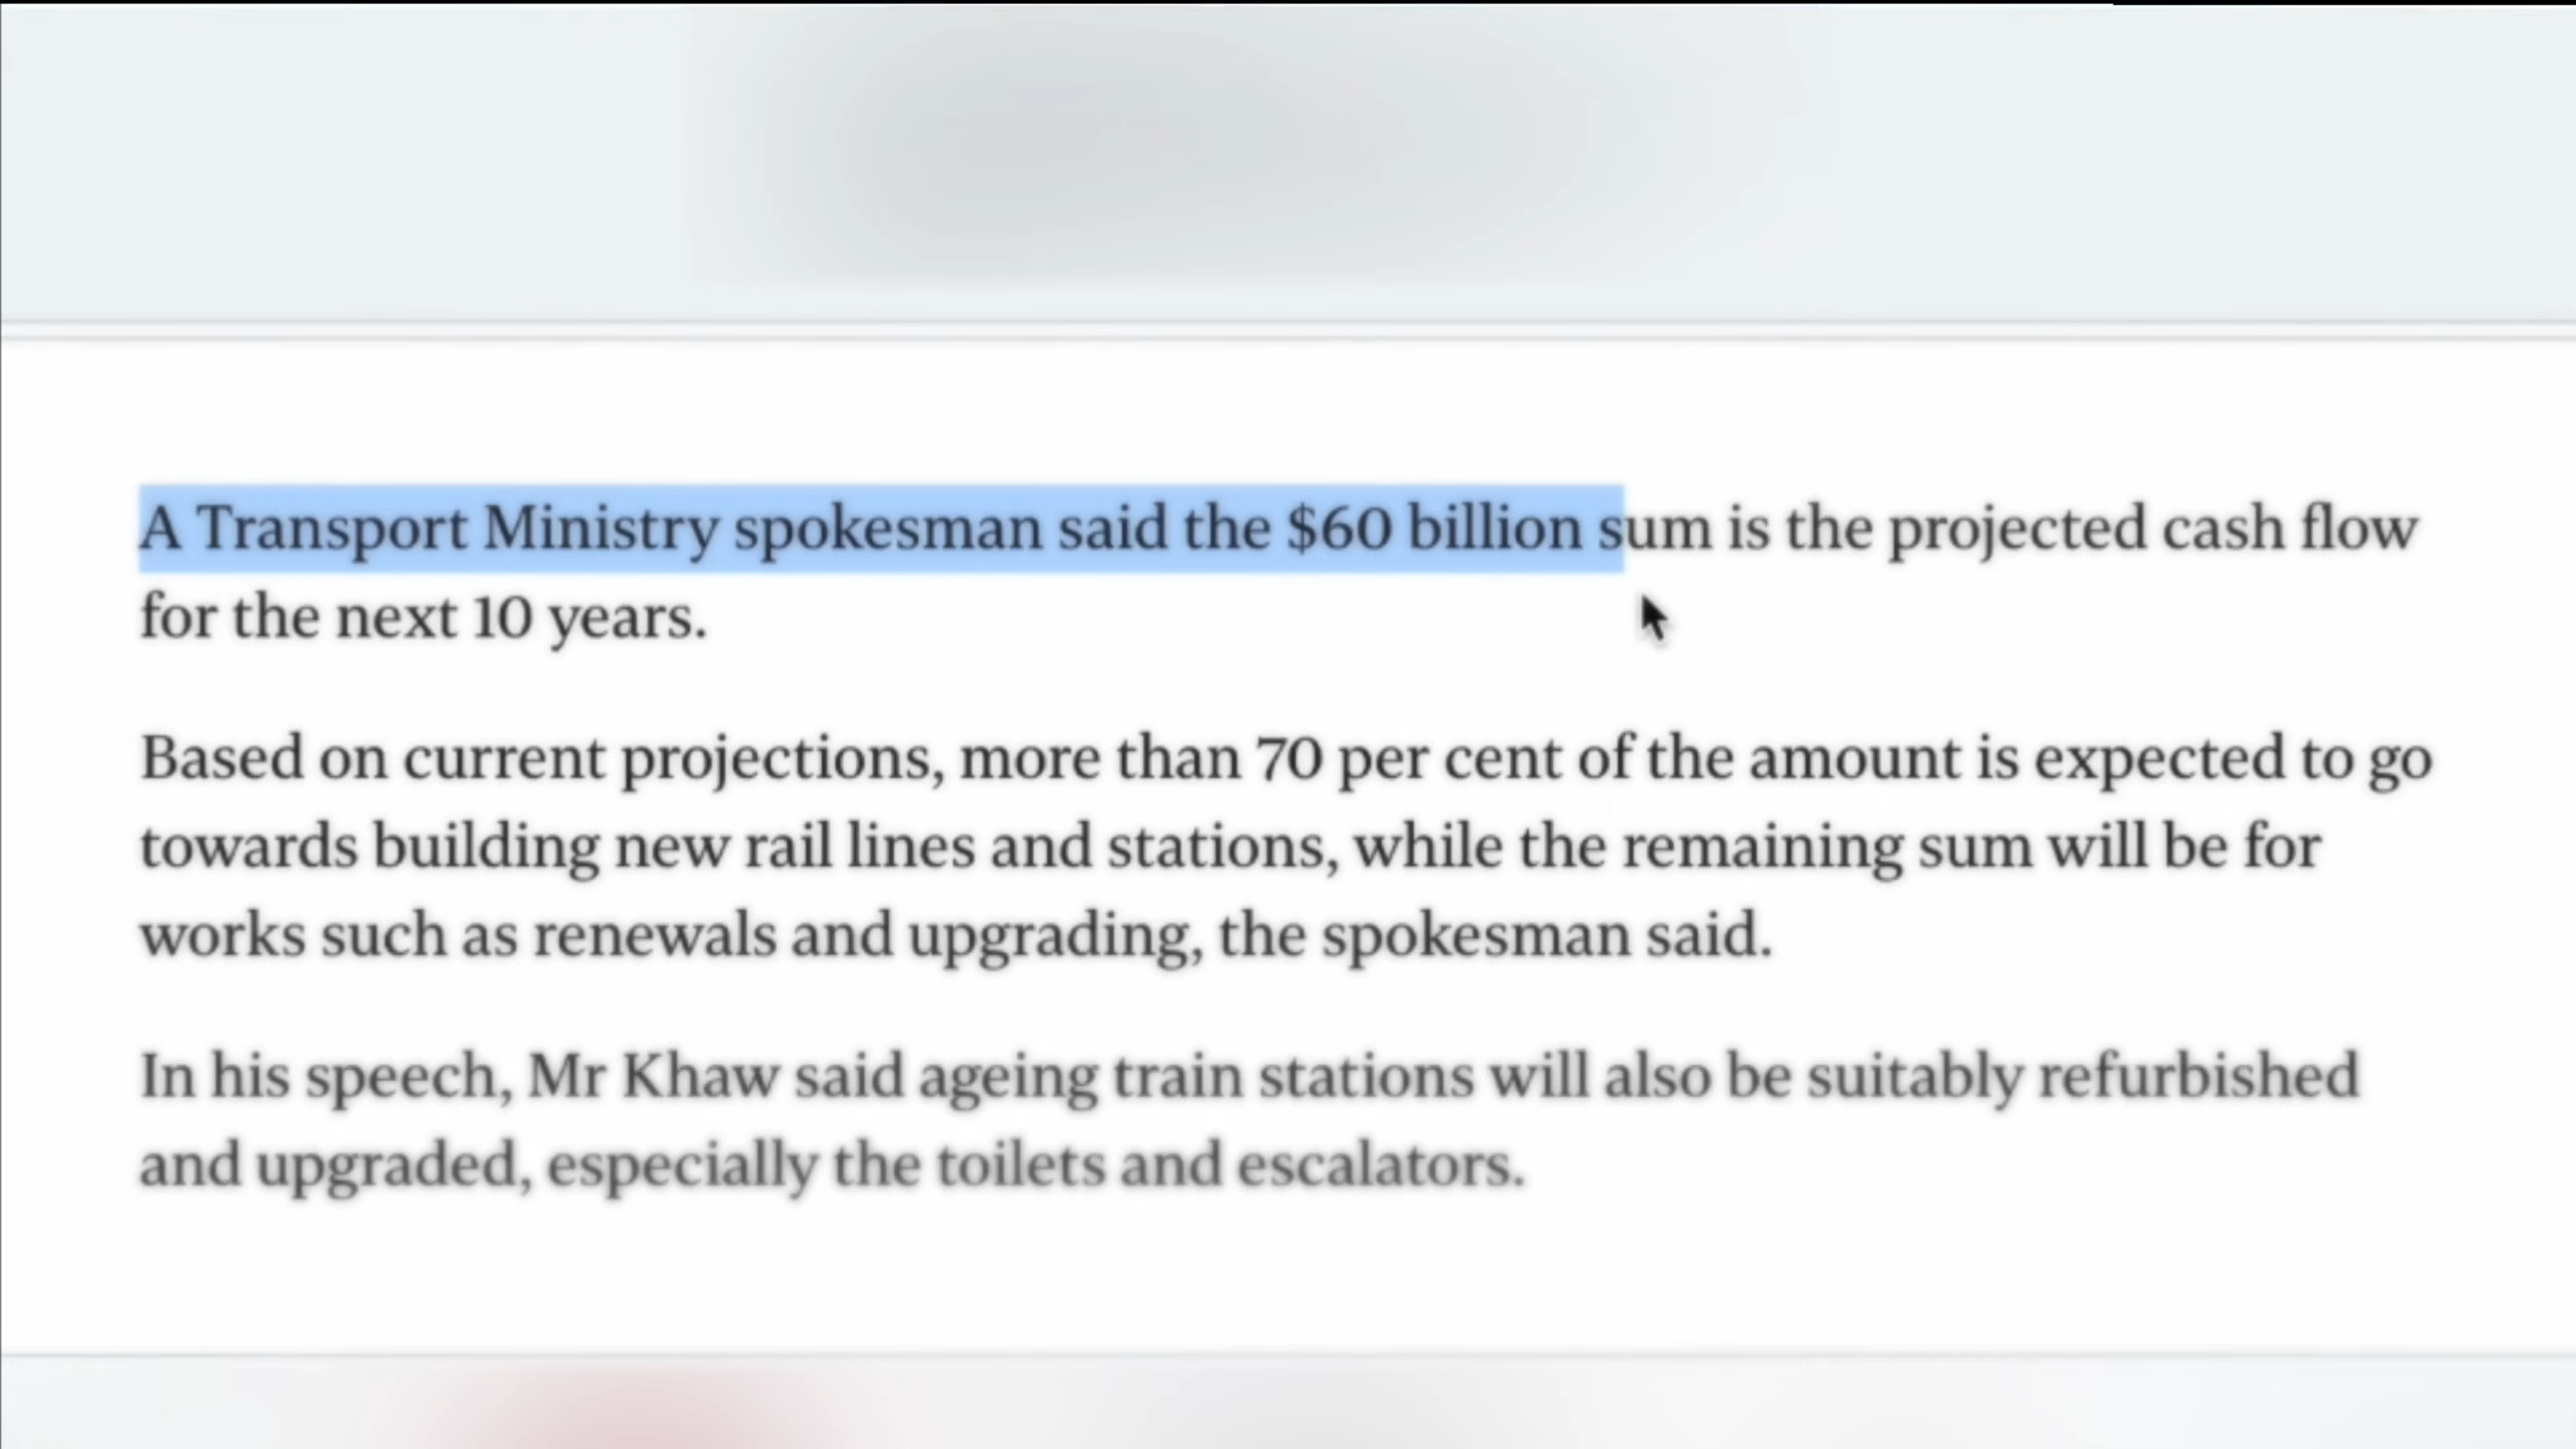 A Transport Ministry spokesman said the $60 billion sum is the projected cash flow
for the next 10 years.
Based on current projections, more than 70 per cent of the amount is expected to go
towards building new rail lines and stations, while the remaining sum will be for
works such as renewals and upgrading, the spokesman said.
In his speech, Mr Khaw said ageing train stations will also be suitably refurbished
and upgraded, especially the toilets and escalators.